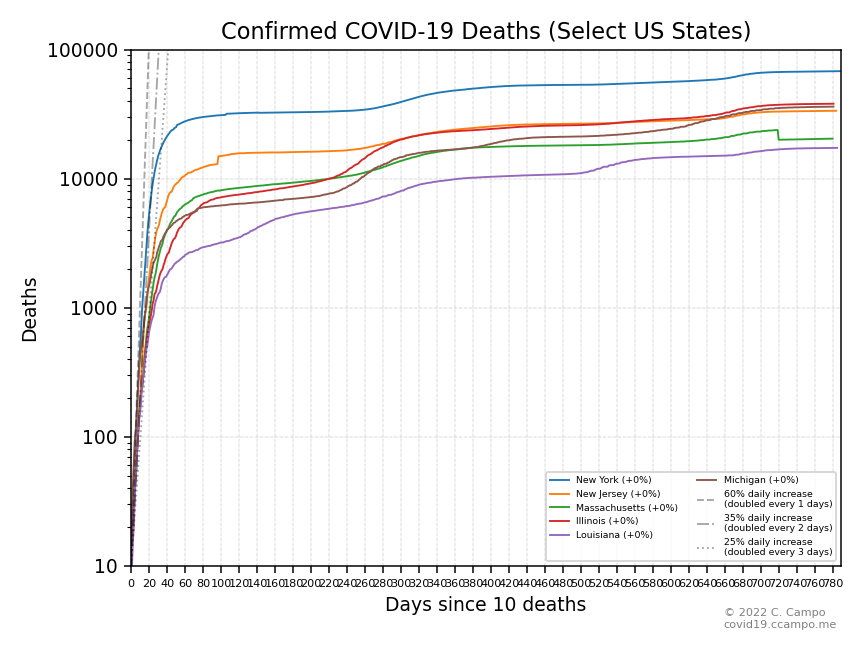 Confirmed COVID-19 Deaths (Select US States)
100000
10000
1000
100
10
Deaths
0 20 40 60 80 100 120 140 160 180 200 220 240 260 280 300 320 340 360 380 400 420 440 460 480 500 520 540 560 580 600 620 640 660 680 700 720 740 760 780
Days since 10 deaths
New York (+0%)
New Jersey (+0%)
Massachusetts (+0%)
Illinois (+0%)
Louisiana (+0%)
Michigan (+0%)
60% daily increase
(doubled every 1 days)
35% daily increase
(doubled every 2 days)
25% daily increase
(doubled every 3 days)
© 2022 C. Campo
covid19.ccampo.me